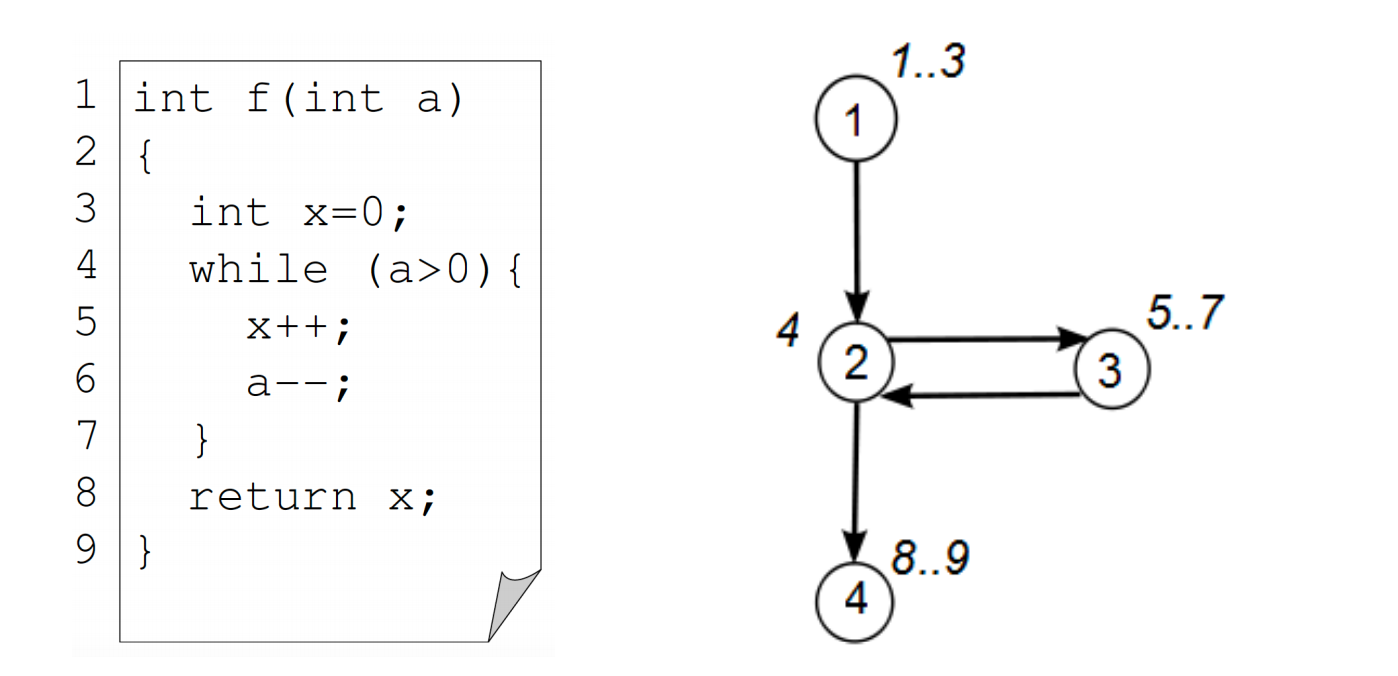 1 int f(int a)
2 {
3 int x=0;
4 while (a>0){
5 x++;
6 a--;
7 }
8 return x;
9 }
1..3
1
4
2
5..7
3
8..9
4